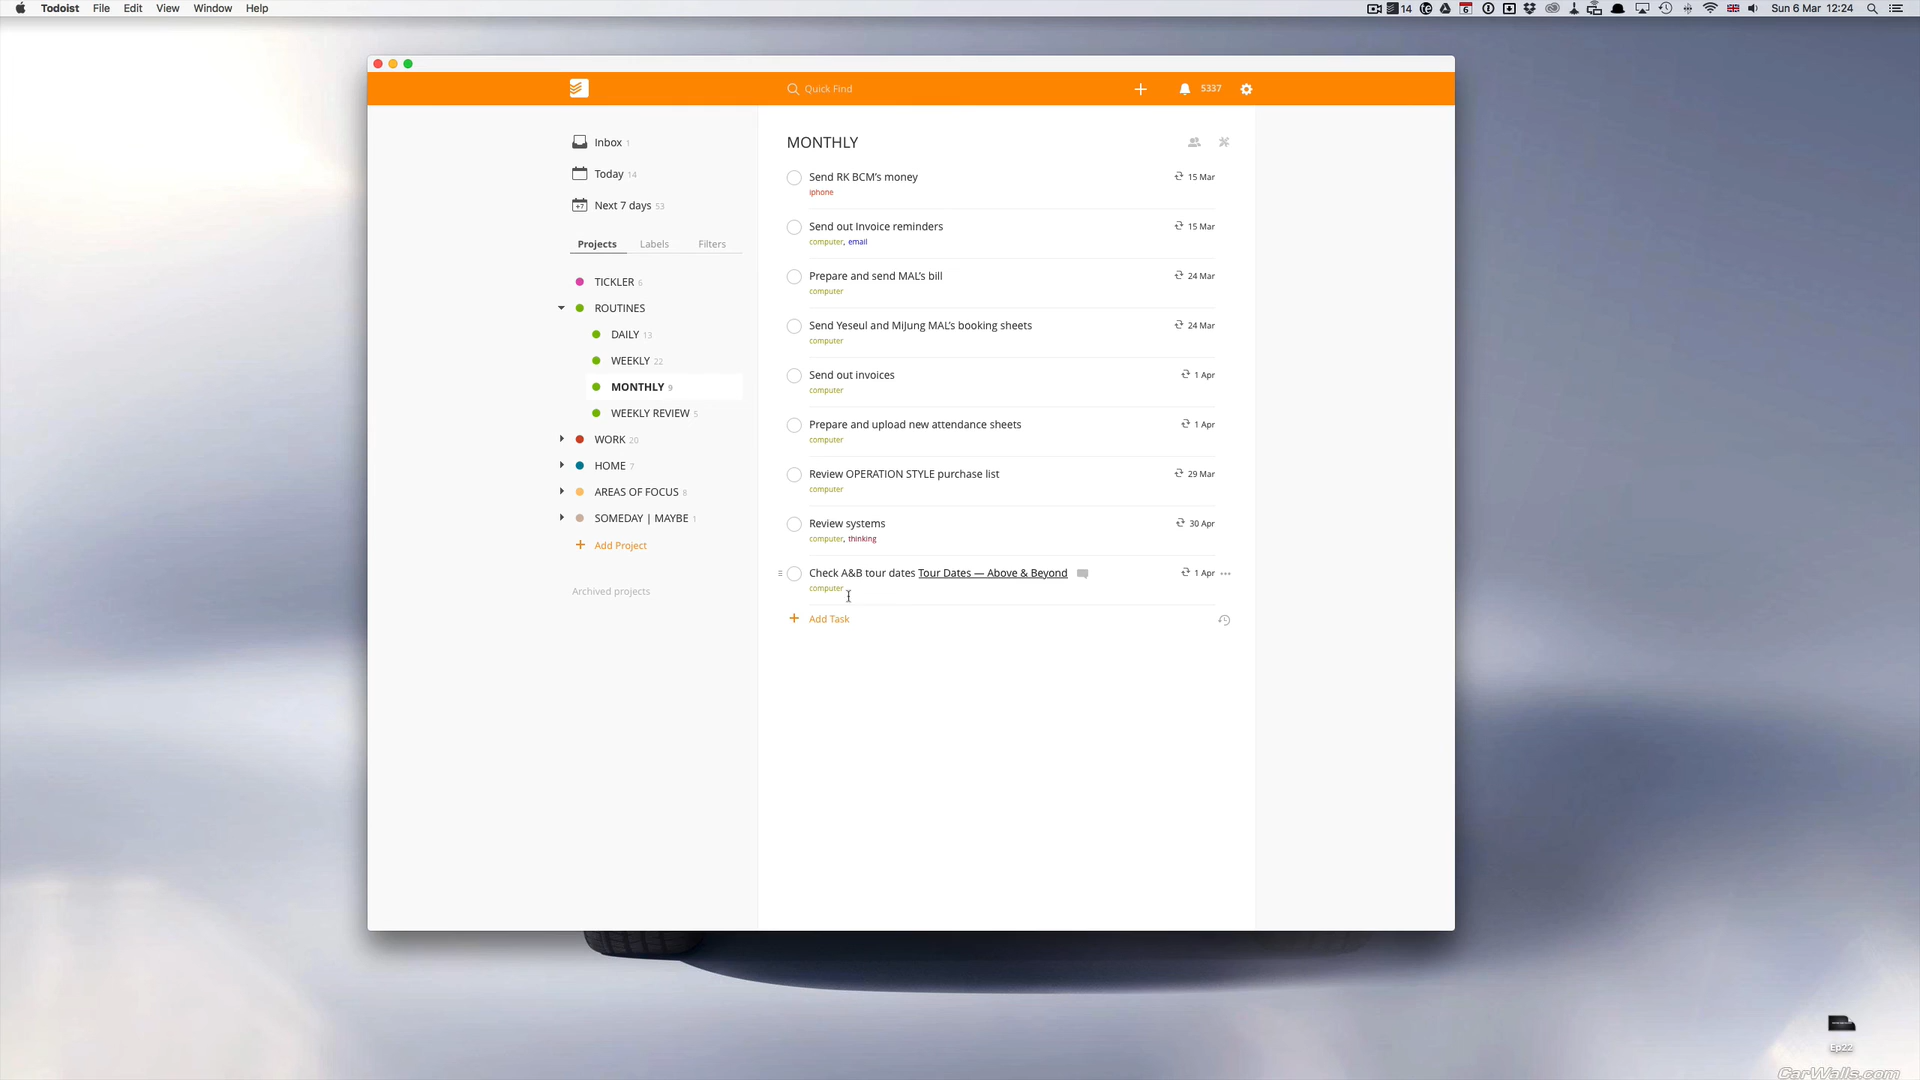 Todoist File Edit View Window Help 14 6 Sun 6 Mar 12:24
Quick Find 5337
Inbox 1
Today 14
Next 7 days 53
Projects Labels Filters
TICKLER 6
ROUTINES
DAILY 13
WEEKLY 22
MONTHLY 9
WEEKLY REVIEW 5
WORK 20
HOME 7
AREAS OF FOCUS 8
SOMEDAY | MAYBE 1
+ Add Project
Archived projects
MONTHLY
Send RK BCM's money 15 Mar
iphone
Send out Invoice reminders 15 Mar
computer, email
Prepare and send MAL's bill 24 Mar
computer
Send Yeseul and MiJung MAL's booking sheets 24 Mar
computer
Send out invoices 1 Apr
computer
Prepare and upload new attendance sheets 1 Apr
computer
Review OPERATION STYLE purchase list 29 Mar
computer
Review systems 30 Apr
computer, thinking
Check A&B tour dates Tour Dates — Above & Beyond 1 Apr
computer
+ Add Task
Ep22
CarWalls.com